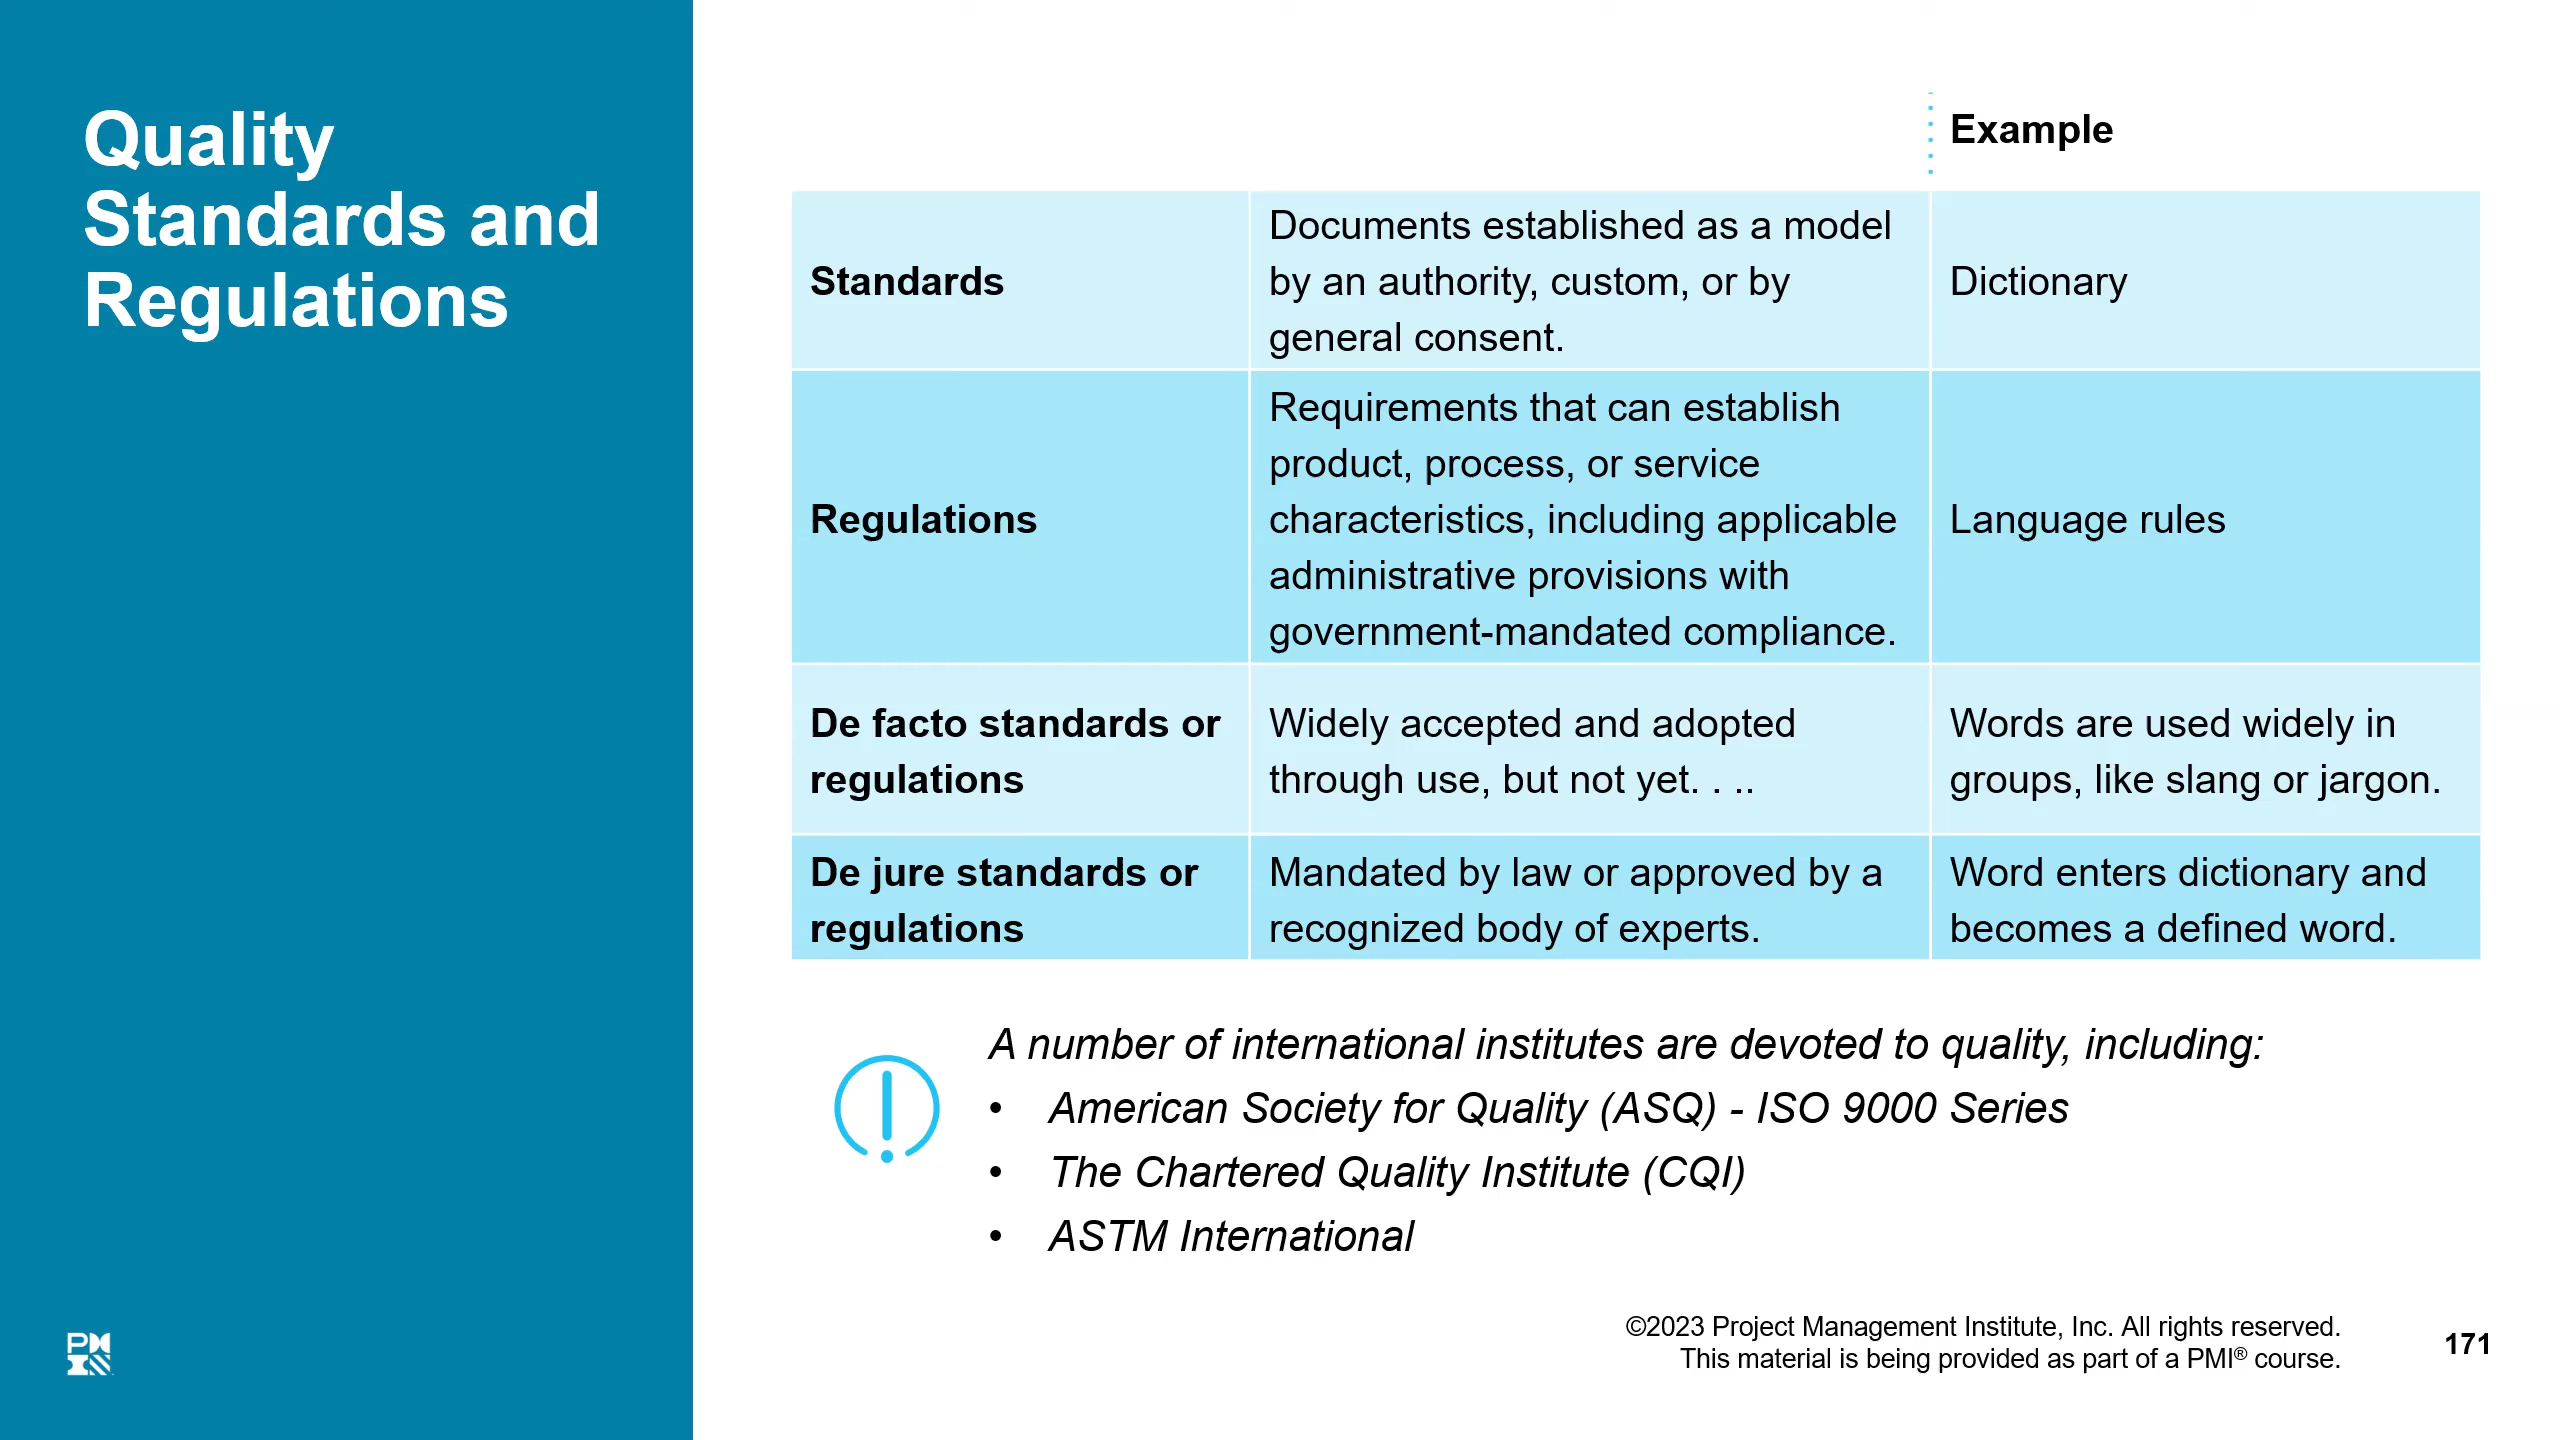 Quality
Standards and
Regulations
Example
Standards
Documents established as a model
by an authority, custom, or by
general consent.
Dictionary
Regulations
Requirements that can establish
product, process, or service
characteristics, including applicable
administrative provisions with
government-mandated compliance.
Language rules
De facto standards or
regulations
Widely accepted and adopted
through use, but not yet. . ..
Words are used widely in
groups, like slang or jargon.
De jure standards or
regulations
Mandated by law or approved by a
recognized body of experts.
Word enters dictionary and
becomes a defined word.
A number of international institutes are devoted to quality, including:
• American Society for Quality (ASQ) - ISO 9000 Series
• The Chartered Quality Institute (CQI)
• ASTM International
©2023 Project Management Institute, Inc. All rights reserved.
This material is being provided as part of a PMI® course.
171